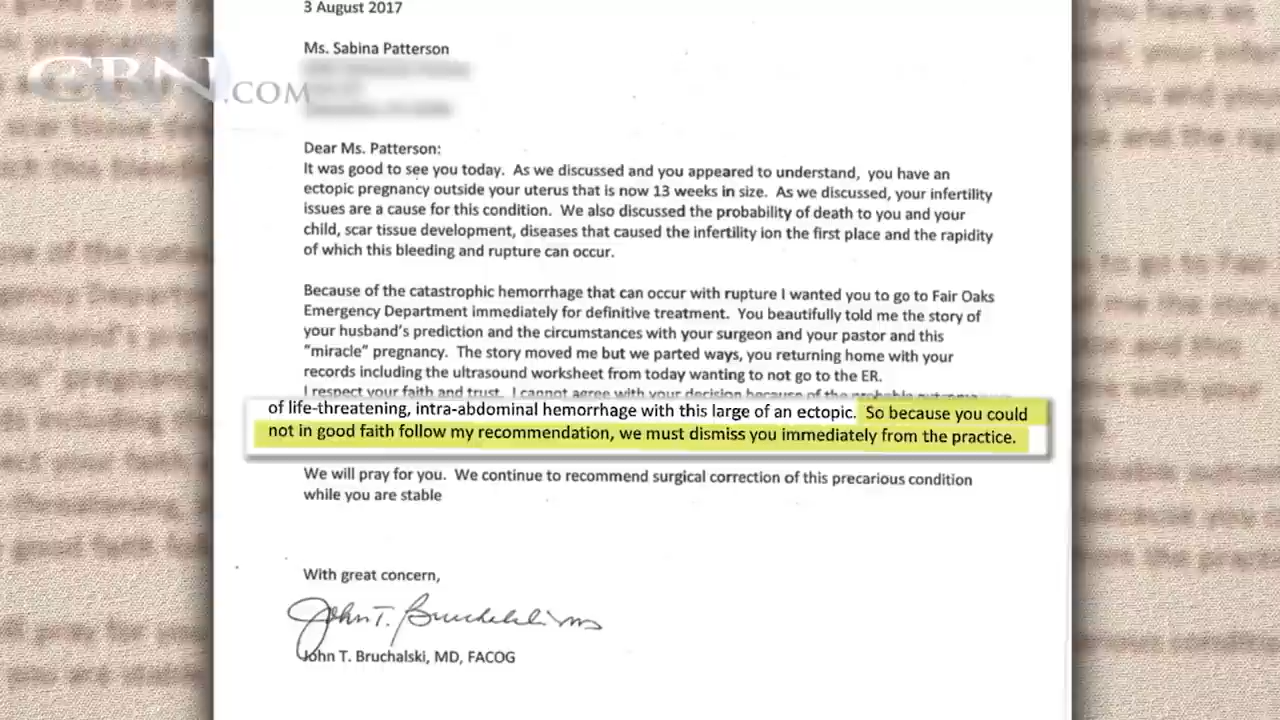 CBN.COM
3 August 2017
Ms. Sabina Patterson
Dear Ms. Patterson:
It was good to see you today. As we discussed and you appeared to understand, you have an
ectopic pregnancy outside your uterus that is now 13 weeks in size. As we discussed, your infertility
issues are a cause for this condition. We also discussed the probability of death to you and your
child, scar tissue development, diseases that caused the infertility ion the first place and the rapidity
of which this bleeding and rupture can occur.
Because of the catastrophic hemorrhage that can occur with rupture I wanted you to go to Fair Oaks
Emergency Department immediately for definitive treatment. You beautifully told me the story of
your husband's prediction and the circumstances with your surgeon and your pastor and this
"miracle" pregnancy. The story moved me but we parted ways, you returning home with your
records including the ultrasound worksheet from today wanting to not go to the ER.
I respect your faith and trust. I cannot agree with your decision because of the probable
of life-threatening, intra-abdominal hemorrhage with this large of an ectopic. So because you could
not in good faith follow my recommendation, we must dismiss you immediately from the practice.
We will pray for you. We continue to recommend surgical correction of this precarious condition
while you are stable
With great concern,
John T. Bruchalski, MD, FACOG